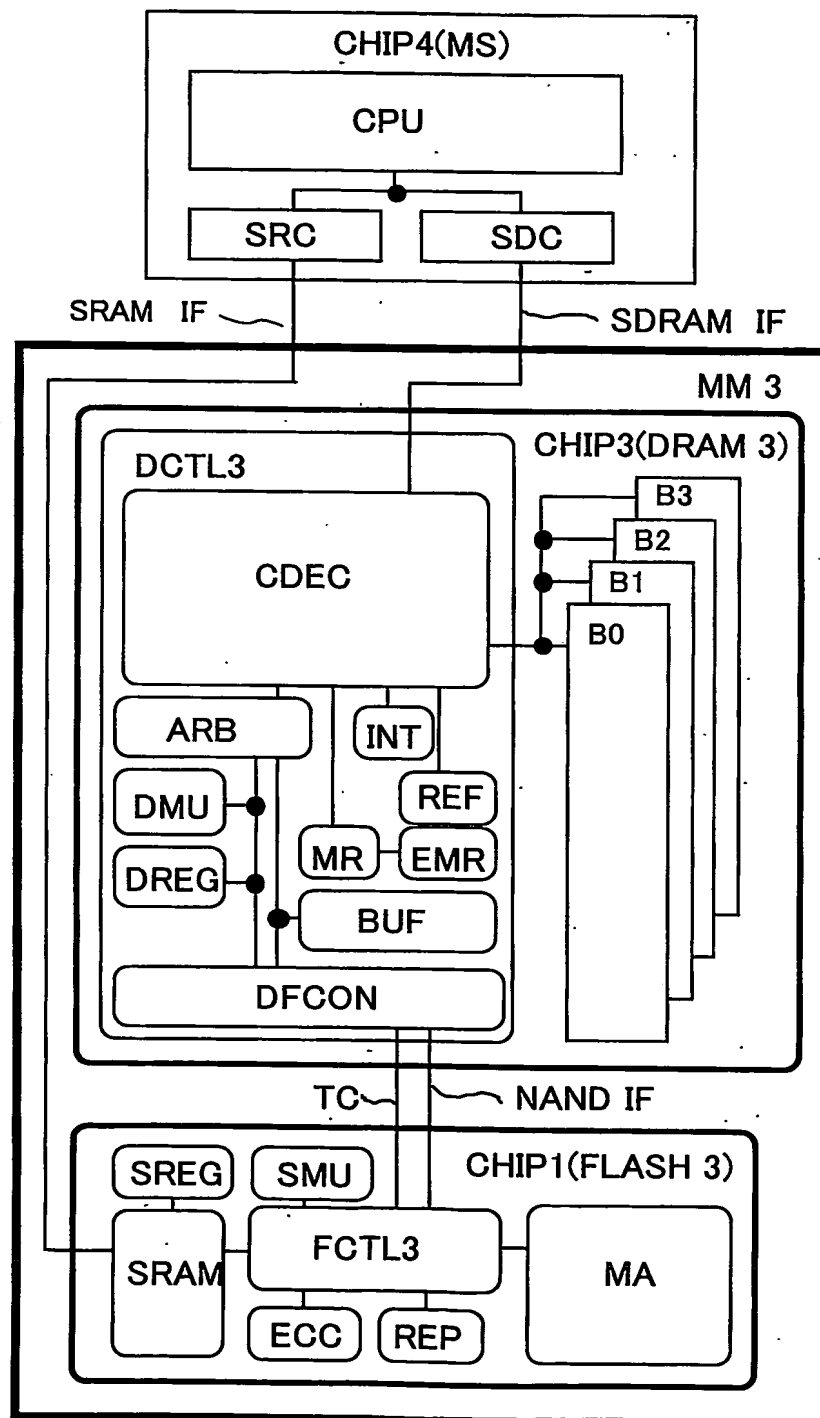 CHIP4(MS)
CPU
SRC
SDC
SRAM IF
SDRAM IF
MM 3
CHIP3(DRAM 3)
DCTL3
B3
B2
B1
B0
CDEC
ARB
INT
DMU
REF
MR
EMR
DREG
BUF
DFCON
TC
NAND IF
CHIP1(FLASH 3)
SREG
SMU
SRAM
FCTL3
MA
ECC
REP